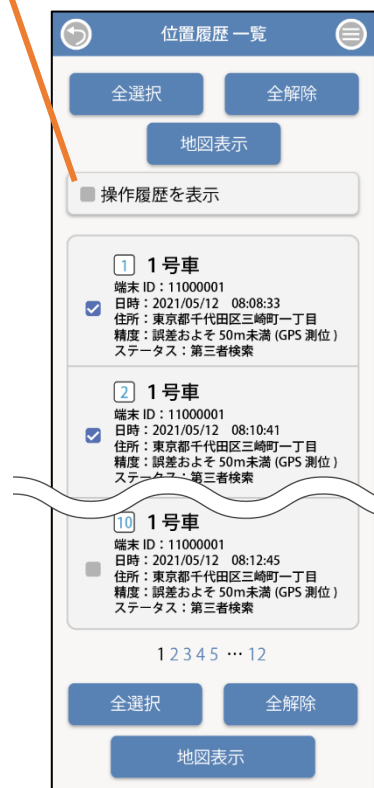 位置履歴 一覧
全選択 全解除
地図表示
操作履歴を表示
1 1号車
端末 ID：11000001
日時：2021/05/12 08:08:33
住所：東京都千代田区三崎町一丁目
精度：誤差およそ 50m未満 (GPS 測位)
ステータス：第三者検索
2 1号車
端末 ID：11000001
日時：2021/05/12 08:10:41
住所：東京都千代田区三崎町一丁目
精度：誤差およそ 50m未満 (GPS 測位)
ステータス：第三者検索
10 1号車
端末 ID：11000001
日時：2021/05/12 08:12:45
住所：東京都千代田区三崎町一丁目
精度：誤差およそ 50m未満 (GPS 測位)
ステータス：第三者検索
1 2 3 4 5 … 12
全選択 全解除
地図表示